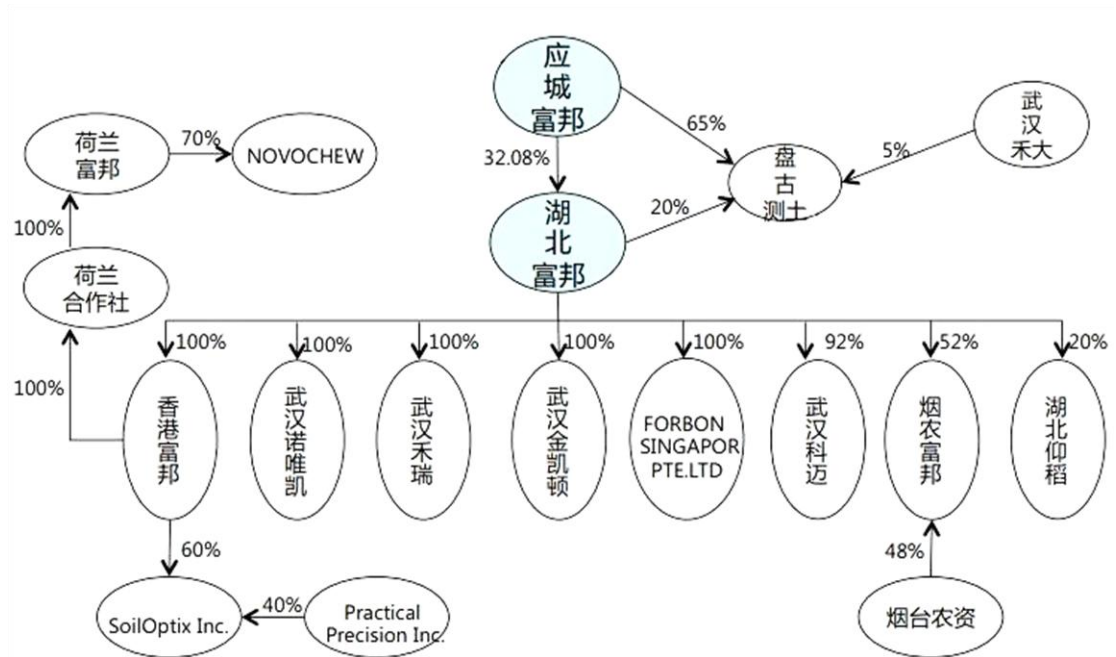 应
城
富邦
武
汉
禾大
荷兰
富邦
70%
NOVOCHEW
65%
5%
32.08%
盘
古
测土
20%
湖
北
富邦
100%
荷兰
合作社
100%
100%
100%
100%
100%
100%
92%
52%
20%
香港富邦
武汉诺唯凯
武汉禾瑞
武汉金凯顿
FORBON
SINGAPOR
PTE.LTD
武汉科迈
烟农富邦
湖北仰稻
60%
48%
SoilOptix Inc.
40%
Practical
Precision Inc.
烟台农资